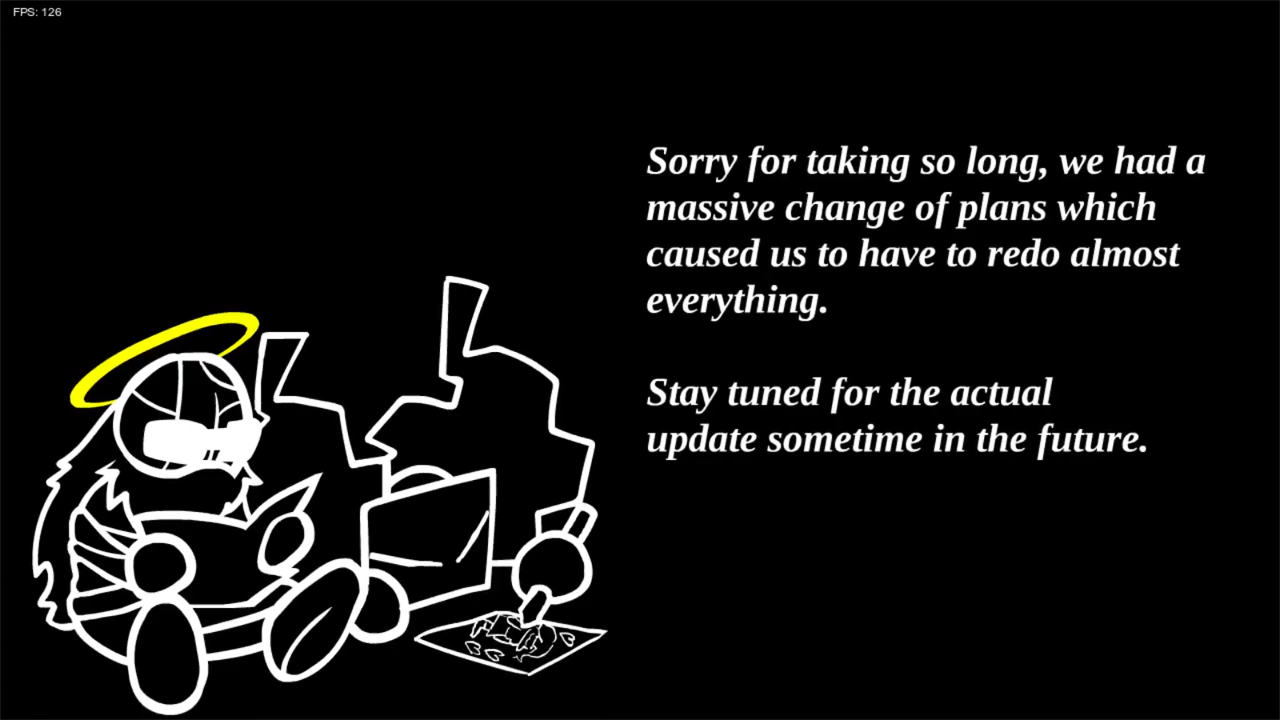 FPS: 126
Sorry for taking so long, we had a
massive change of plans which
caused us to have to redo almost
everything.
Stay tuned for the actual
update sometime in the future.